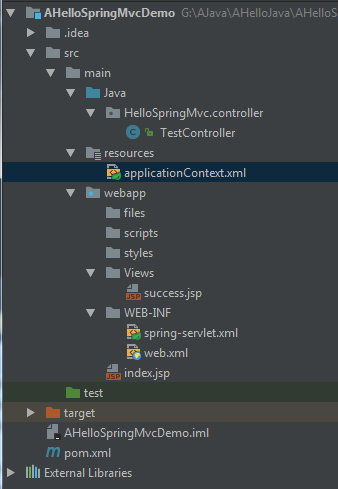 AHelloSpringMvcDemo G:\AJava\AHelloJava\AHelloS
.idea
src
main
Java
HelloSpringMvc.controller
TestController
resources
applicationContext.xml
webapp
files
scripts
styles
Views
JSP success.jsp
WEB-INF
spring-servlet.xml
web.xml
JSP index.jsp
test
target
AHelloSpringMvcDemo.iml
m pom.xml
External Libraries